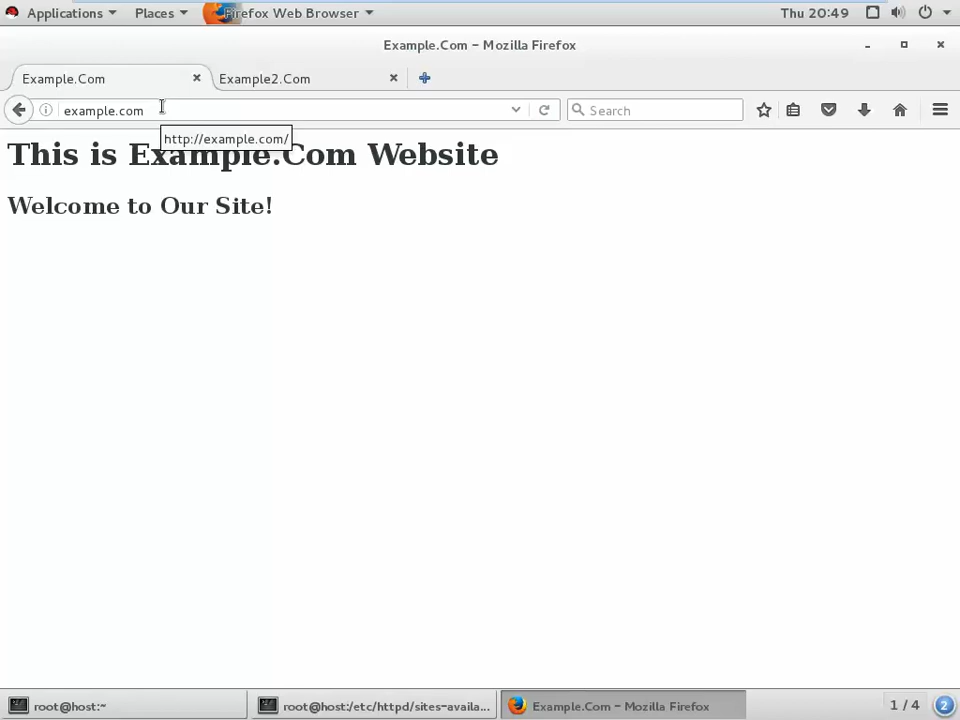 Applications Places Firefox Web Browser Thu 20:49
Example.Com – Mozilla Firefox
Example.Com Example2.Com
example.com Search
http://example.com/
This is Example.Com Website
Welcome to Our Site!
root@host:~ root@host:/etc/httpd/sites-availa... Example.Com – Mozilla Firefox 1 / 4 2